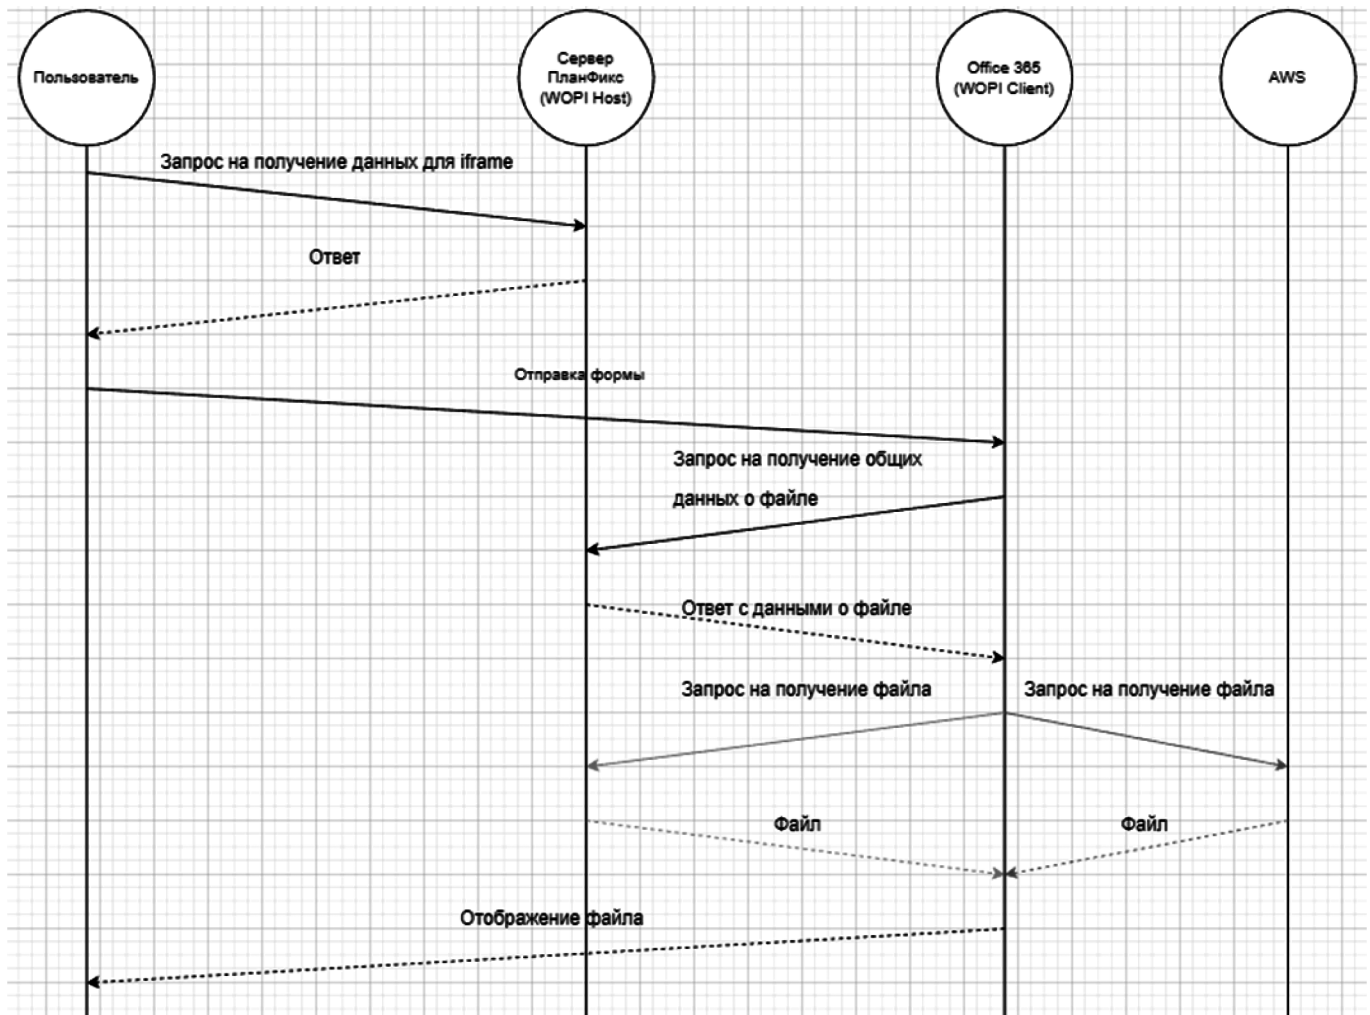 Пользователь
Сервер
ПланФикс
(WOPI Host)
Office 365
(WOPI Client)
AWS
Запрос на получение данных для iframe
Ответ
Отправка формы
Запрос на получение общих
данных о файле
Ответ с данными о файле
Запрос на получение файла
Запрос на получение файла
Файл
Файл
Отображение файла